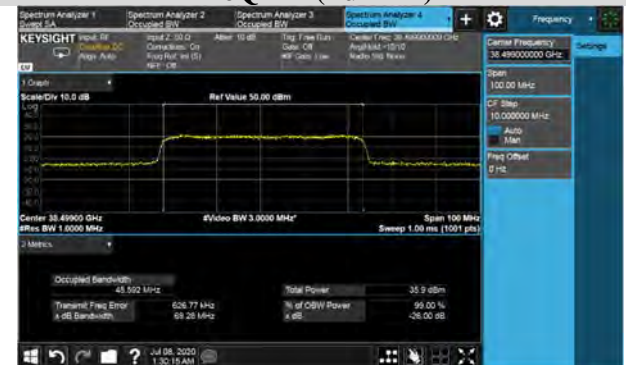 Spectrum Analyzer 1
Swept SA
Spectrum Analyzer 2
Occupied BW
Spectrum Analyzer 3
Occupied BW
Spectrum Analyzer 4
Occupied BW
Frequency
KEYSIGHT
Input: RF
Coupling: DC
Align: Auto
Input Z: 50 Ω
Corrections: On
Freq Ref: Int (S)
NFE: Off
Atten: 10 dB
Trig: Free Run
Gate: Off
#IF Gain: Low
Center Freq: 38.499000000 GHz
Avg|Hold: >10/10
Radio Std: None
Center Frequency
38.499000000 GHz
Settings
Span
100.00 MHz
CF Step
10.000000 MHz
Auto
Man
Freq Offset
0 Hz
1 Graph
Scale/Div 10.0 dB
Ref Value 50.00 dBm
Log
Center 38.49900 GHz
#Video BW 3.0000 MHz*
Span 100 MHz
#Res BW 1.0000 MHz
Sweep 1.00 ms (1001 pts)
2 Metrics
Occupied Bandwidth
45.592 MHz
Total Power
35.9 dBm
Transmit Freq Error
626.77 kHz
% of OBW Power
99.00 %
x dB Bandwidth
69.28 MHz
x dB
-26.00 dB
Jul 08, 2020
1:30:15 AM